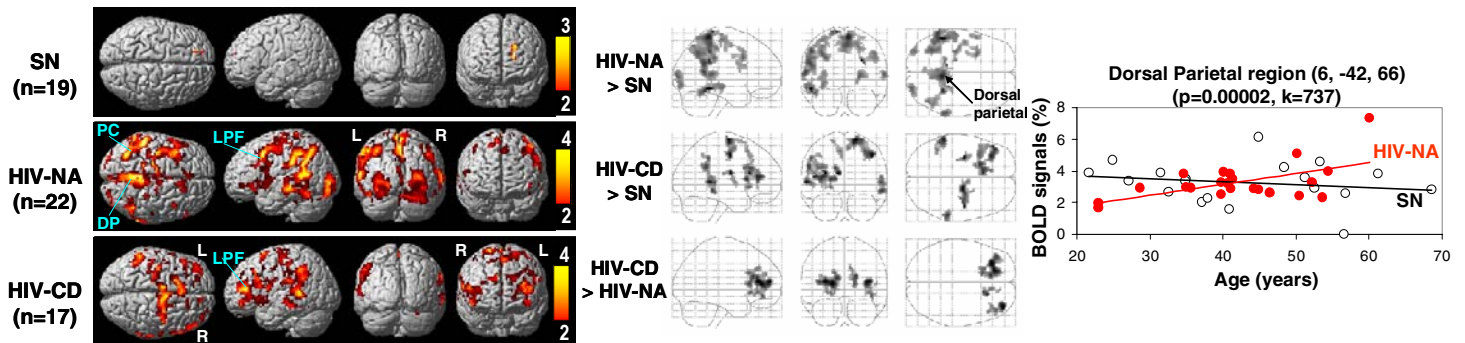 SN
(n=19)
3
2
HIV-NA
(n=22)
PC
DP
LPF
L
R
4
2
HIV-CD
(n=17)
L
R
LPF
R
L
4
2
HIV-NA
> SN
Dorsal
parietal
HIV-CD
> SN
HIV-CD
> HIV-NA
Dorsal Parietal region (6, -42, 66)
(p=0.00002, k=737)
BOLD signals (%)
8
6
4
2
0
HIV-NA
SN
20 30 40 50 60 70
Age (years)